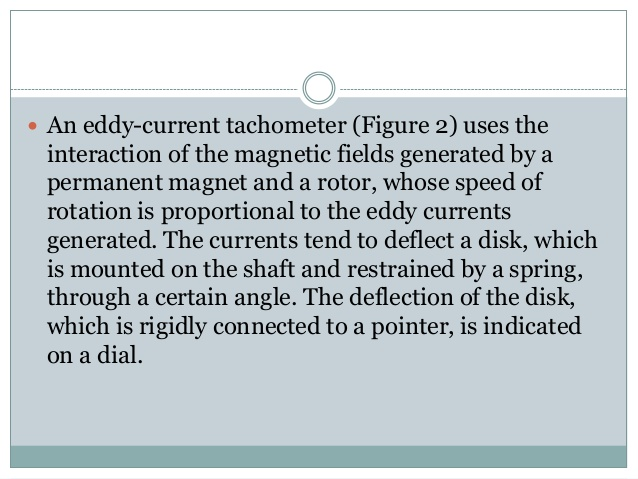 • An eddy-current tachometer (Figure 2) uses the
interaction of the magnetic fields generated by a
permanent magnet and a rotor, whose speed of
rotation is proportional to the eddy currents
generated. The currents tend to deflect a disk, which
is mounted on the shaft and restrained by a spring,
through a certain angle. The deflection of the disk,
which is rigidly connected to a pointer, is indicated
on a dial.